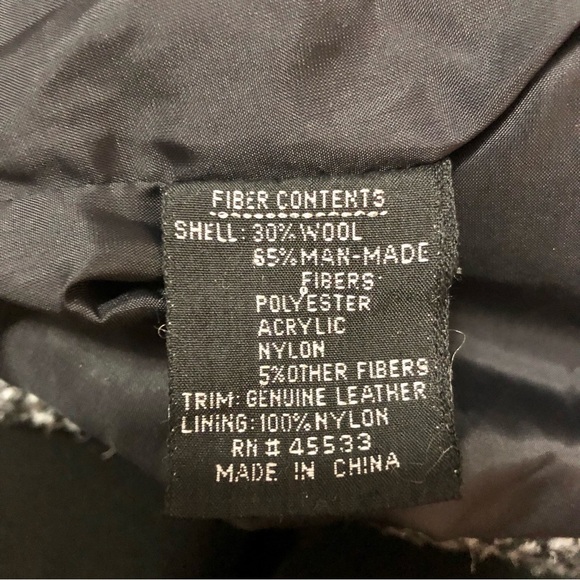 FIBER CONTENTS
SHELL: 30% WOOL
65% MAN-MADE
FIBERS:
POLYESTER
ACRYLIC
NYLON
5% OTHER FIBERS
TRIM: GENUINE LEATHER
LINING: 100% NYLON
RN # 45533
MADE IN CHINA